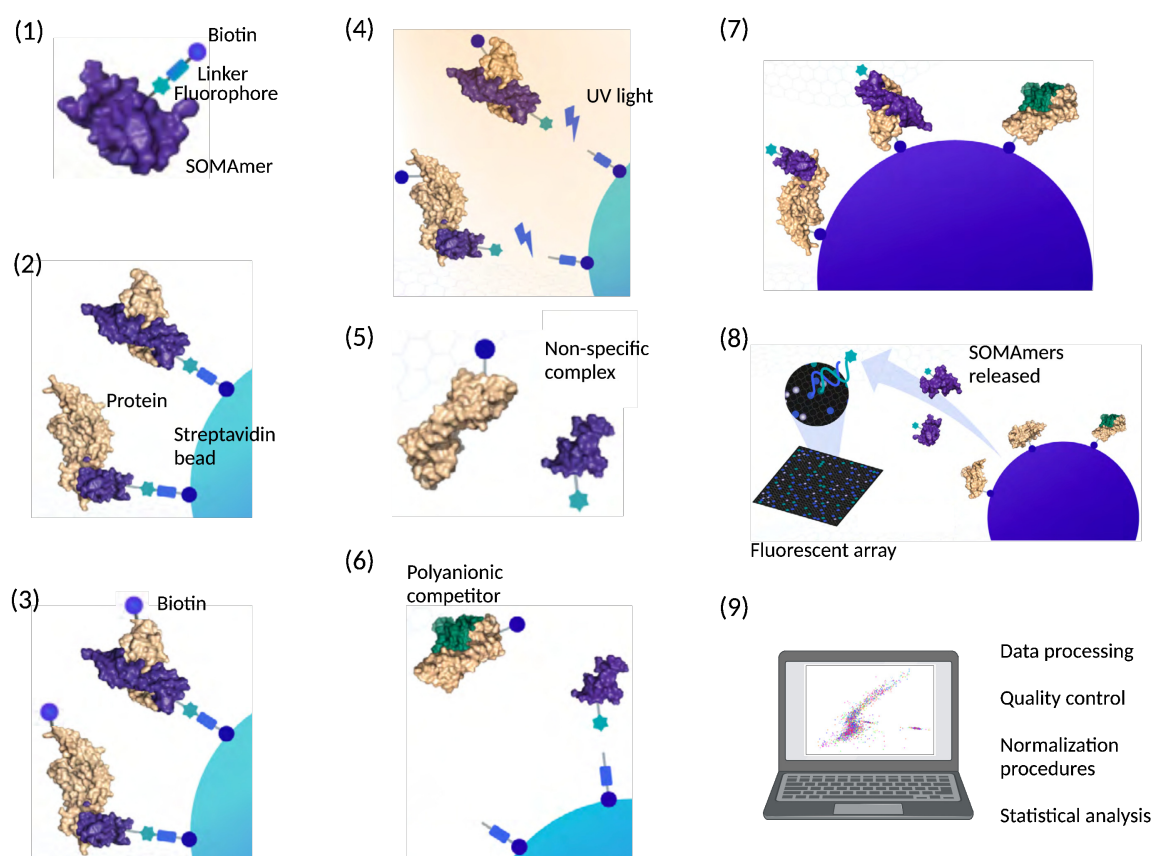 (1)
Biotin
Linker
Fluorophore
SOMAmer
(2)
Protein
Streptavidin
bead
(3)
Biotin
(4)
UV light
(5)
Non-specific
complex
(6)
Polyanionic
competitor
(7)
(8)
SOMAmers
released
Fluorescent array
(9)
Data processing
Quality control
Normalization
procedures
Statistical analysis